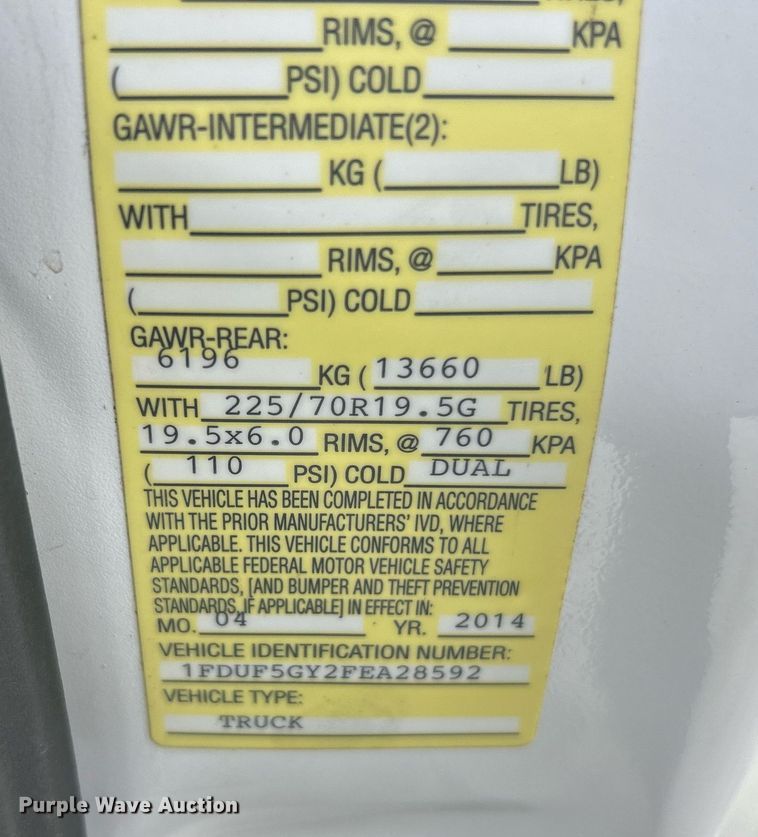 TIRES,
RIMS, @ KPA
( PSI) COLD
GAWR-INTERMEDIATE(2):
KG ( LB)
WITH TIRES,
RIMS, @ KPA
( PSI) COLD
GAWR-REAR:
6196 KG ( 13660 LB)
WITH 225/70R19.5G TIRES,
19.5x6.0 RIMS, @ 760 KPA
( 110 PSI) COLD DUAL
THIS VEHICLE HAS BEEN COMPLETED IN ACCORDANCE
WITH THE PRIOR MANUFACTURERS' IVD, WHERE
APPLICABLE. THIS VEHICLE CONFORMS TO ALL
APPLICABLE FEDERAL MOTOR VEHICLE SAFETY
STANDARDS, [AND BUMPER AND THEFT PREVENTION
STANDARDS, IF APPLICABLE] IN EFFECT IN:
MO. 04 YR. 2014
VEHICLE IDENTIFICATION NUMBER:
1FDUF5GY2FEA28592
VEHICLE TYPE:
TRUCK
Purple Wave Auction